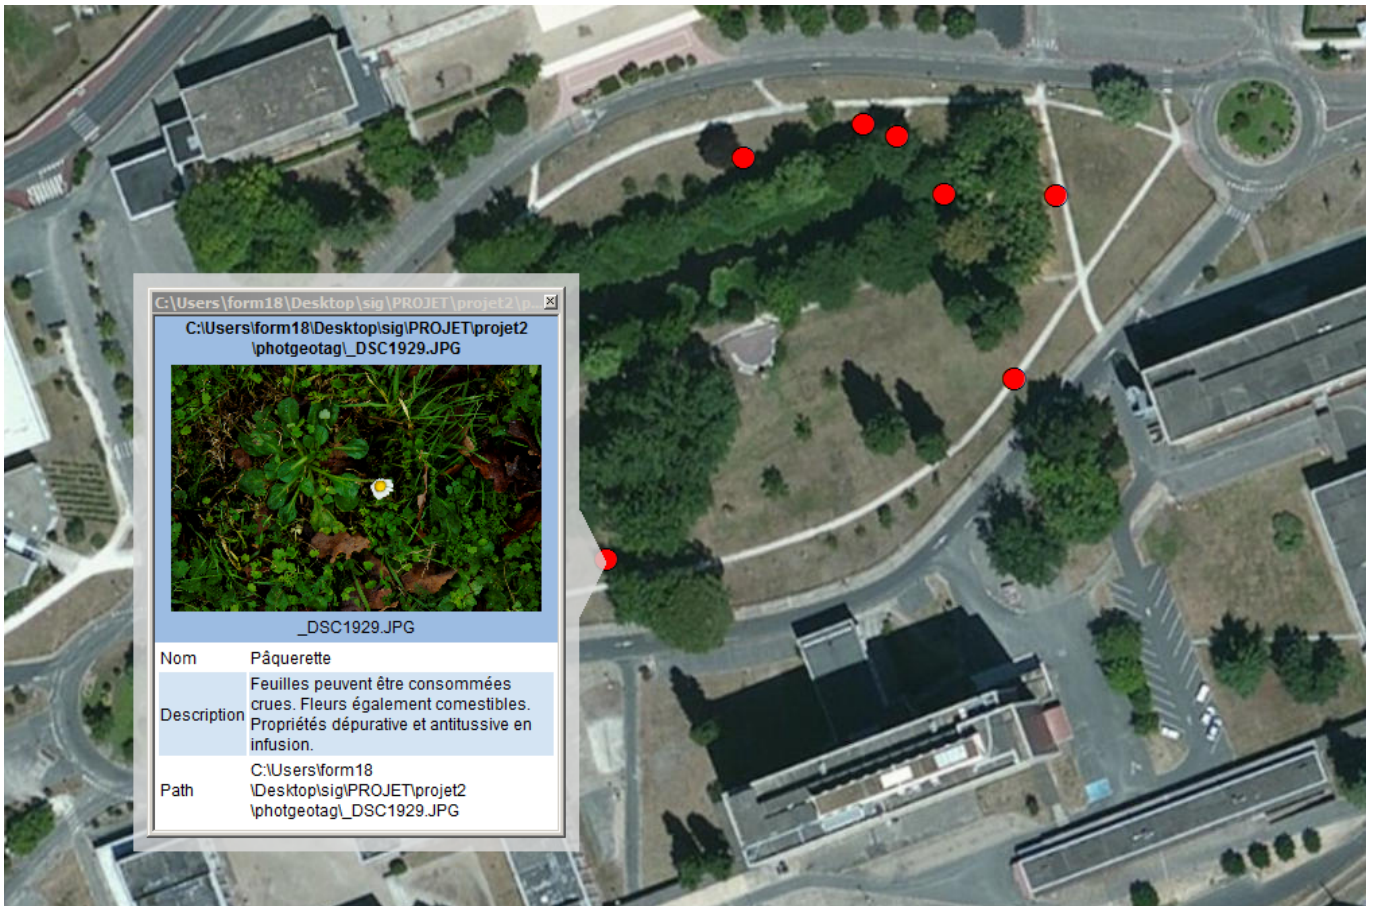 C:\Users\form18\Desktop\sig\PROJET\projet2\p...
C:\Users\form18\Desktop\sig\PROJET\projet2
\photgeotag\_DSC1929.JPG
_DSC1929.JPG
Nom Pâquerette
Description Feuilles peuvent être consommées
crues. Fleurs également comestibles.
Propriétés dépurative et antitussive en
infusion.
Path C:\Users\form18
\Desktop\sig\PROJET\projet2
\photgeotag\_DSC1929.JPG